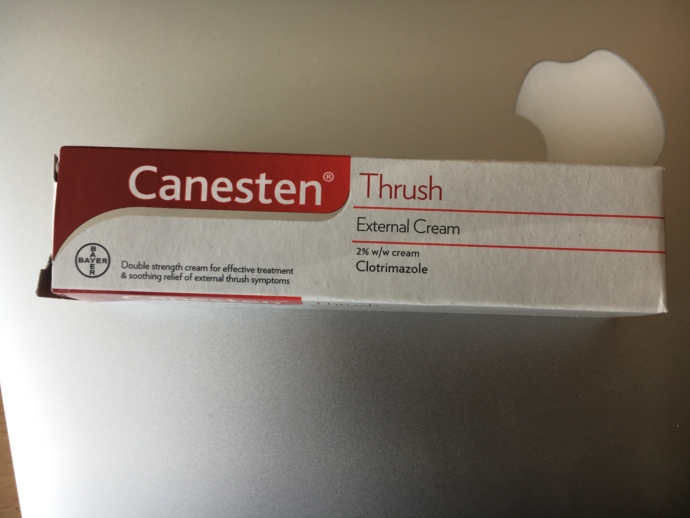 Canesten®
Thrush
External Cream
2% w/w cream
Clotrimazole
BAYER
BAYER
Double strength cream for effective treatment
& soothing relief of external thrush symptoms